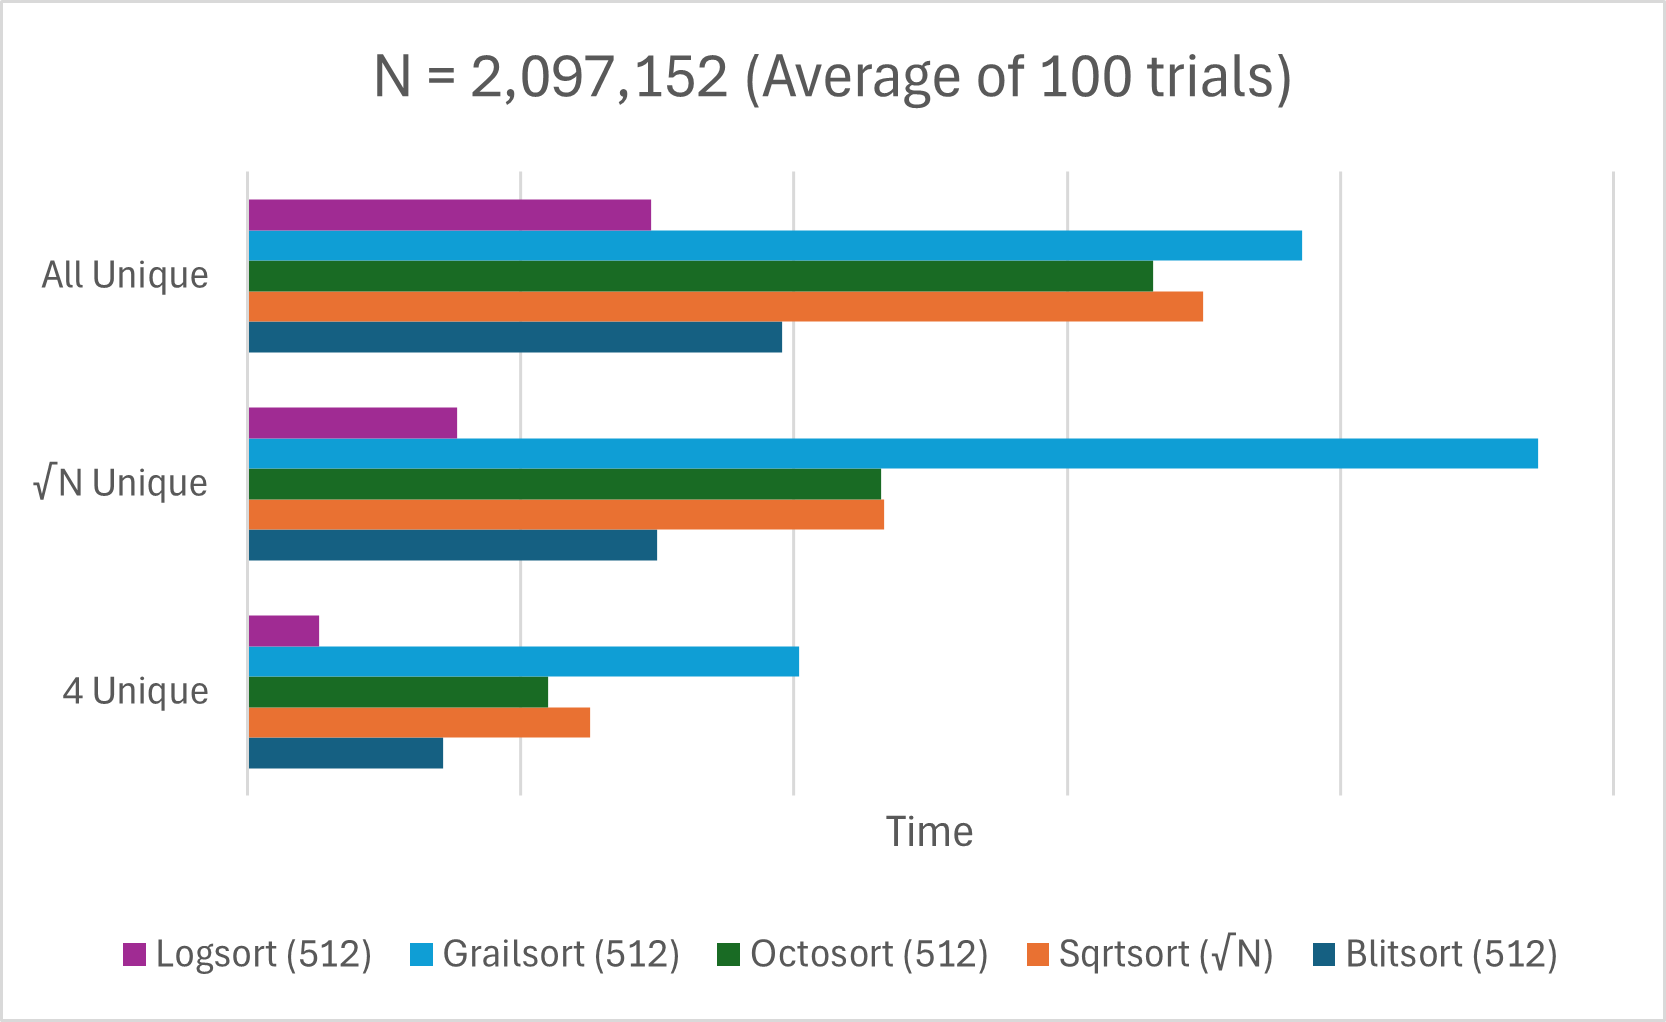 N = 2,097,152 (Average of 100 trials)
All Unique
√N Unique
4 Unique
Time
Logsort (512) Grailsort (512) Octosort (512) Sqrtsort (√N) Blitsort (512)